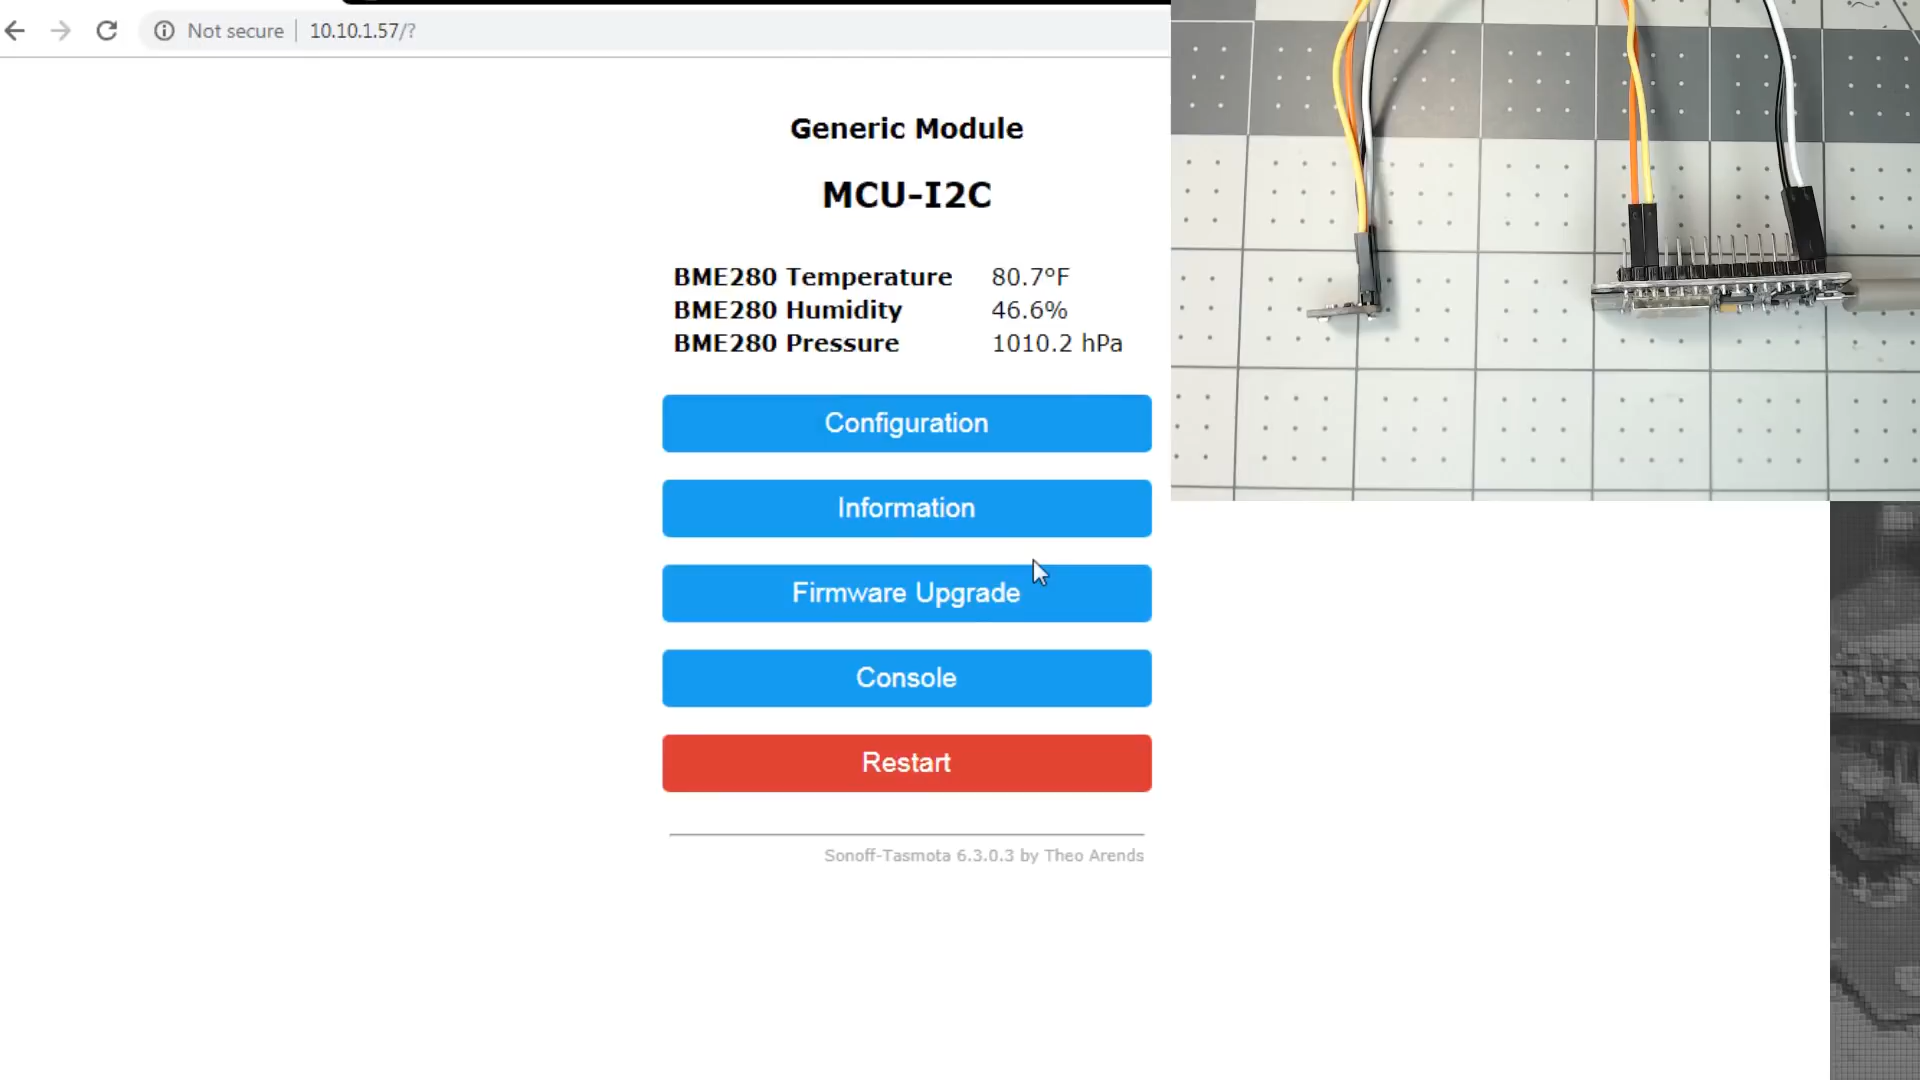 Not secure
10.10.1.57/?
Generic Module
MCU-I2C
BME280 Temperature 80.7°F
BME280 Humidity 46.6%
BME280 Pressure 1010.2 hPa
Configuration
Information
Firmware Upgrade
Console
Restart
Sonoff-Tasmota 6.3.0.3 by Theo Arends